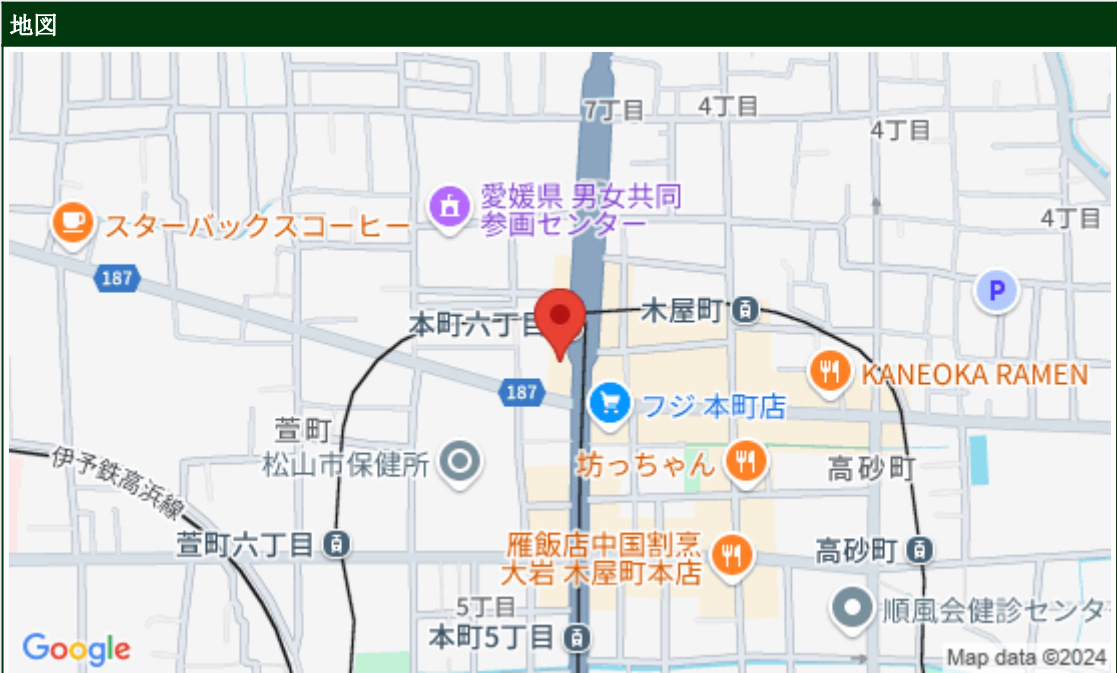 地図
7丁目
4丁目
4丁目
愛媛県 男女共同
参画センター
スターバックスコーヒー
4丁目
187
P
木屋町
本町六丁目
KANEOKA RAMEN
187
フジ 本町店
萱町
松山市保健所
坊っちゃん
高砂町
伊予鉄高浜線
萱町六丁目
雁飯店中国割烹
大岩 木屋町本店
高砂町
5丁目
順風会健診センタ
本町5丁目
Google
Map data ©2024